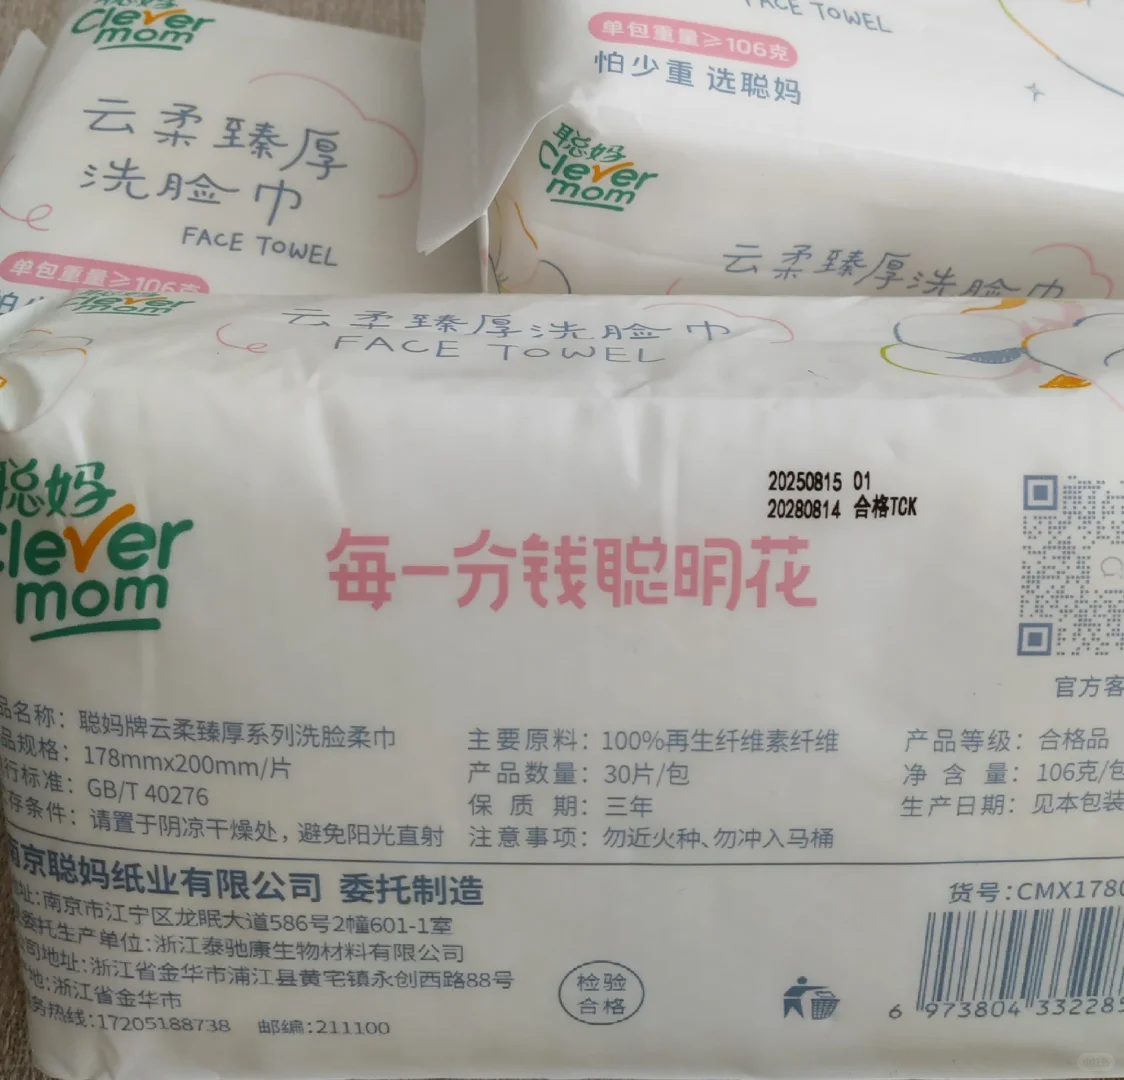 聪妈
Clever
mom
云柔臻厚
洗脸巾
FACE TOWEL
单包重量≥106克
怕少
FACE TOWEL
单包重量≥106克
怕少重 选聪妈
聪妈
Clever
mom
云柔臻厚洗脸巾
Clever
mom
云柔臻厚洗脸巾
FACE TOWEL
聪妈
Clever
mom
20250815 01
20280814 合格TCK
每一分钱聪明花
官方客
品名称：聪妈牌云柔臻厚系列洗脸柔巾
品规格：178mmx200mm/片
行标准：GB/T 40276
存条件：请置于阴凉干燥处，避免阳光直射
主要原料：100%再生纤维素纤维
产品数量：30片/包
保质期：三年
注意事项：勿近火种、勿冲入马桶
产品等级：合格品
净含量：106克/包
生产日期：见本包装
南京聪妈纸业有限公司 委托制造
址:南京市江宁区龙眠大道586号2幢601-1室
委托生产单位:浙江泰驰康生物材料有限公司
司地址:浙江省金华市浦江县黄宅镇永创西路88号
地:浙江省金华市
务热线:17205188738 邮编:211100
检验
合格
货号:CMX1780
6 973804 332285